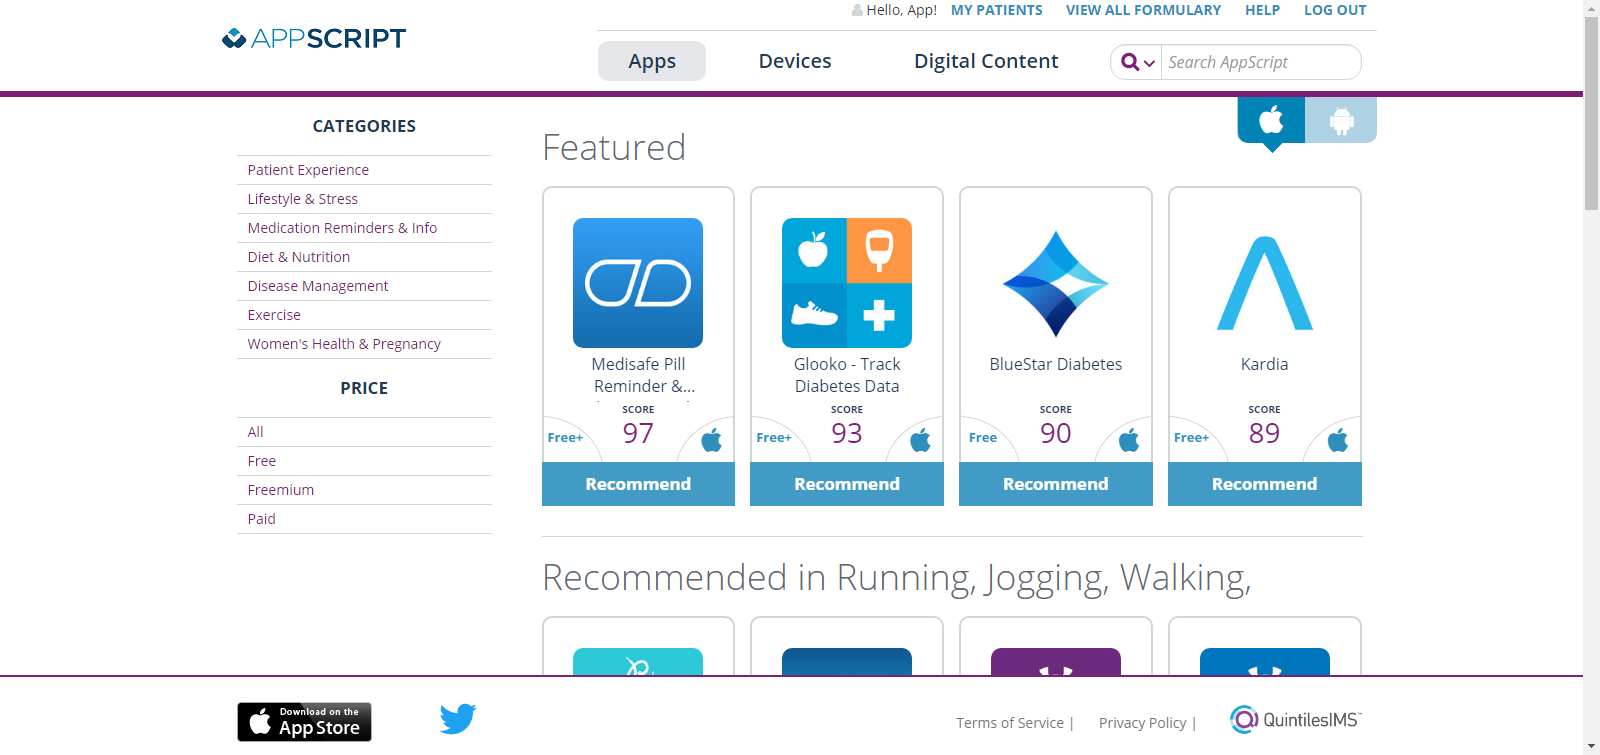 Hello, App! MY PATIENTS VIEW ALL FORMULARY HELP LOG OUT
APPSCRIPT
Apps Devices Digital Content Search AppScript
CATEGORIES
Patient Experience
Lifestyle & Stress
Medication Reminders & Info
Diet & Nutrition
Disease Management
Exercise
Women's Health & Pregnancy
PRICE
All
Free
Freemium
Paid
Featured
Medisafe Pill
Reminder &...
SCORE
Free+ 97
Recommend
Glooko - Track
Diabetes Data
SCORE
Free+ 93
Recommend
BlueStar Diabetes
SCORE
Free 90
Recommend
Kardia
SCORE
Free+ 89
Recommend
Recommended in Running, Jogging, Walking,
Download on the
App Store
Terms of Service | Privacy Policy |
QuintilesIMS™